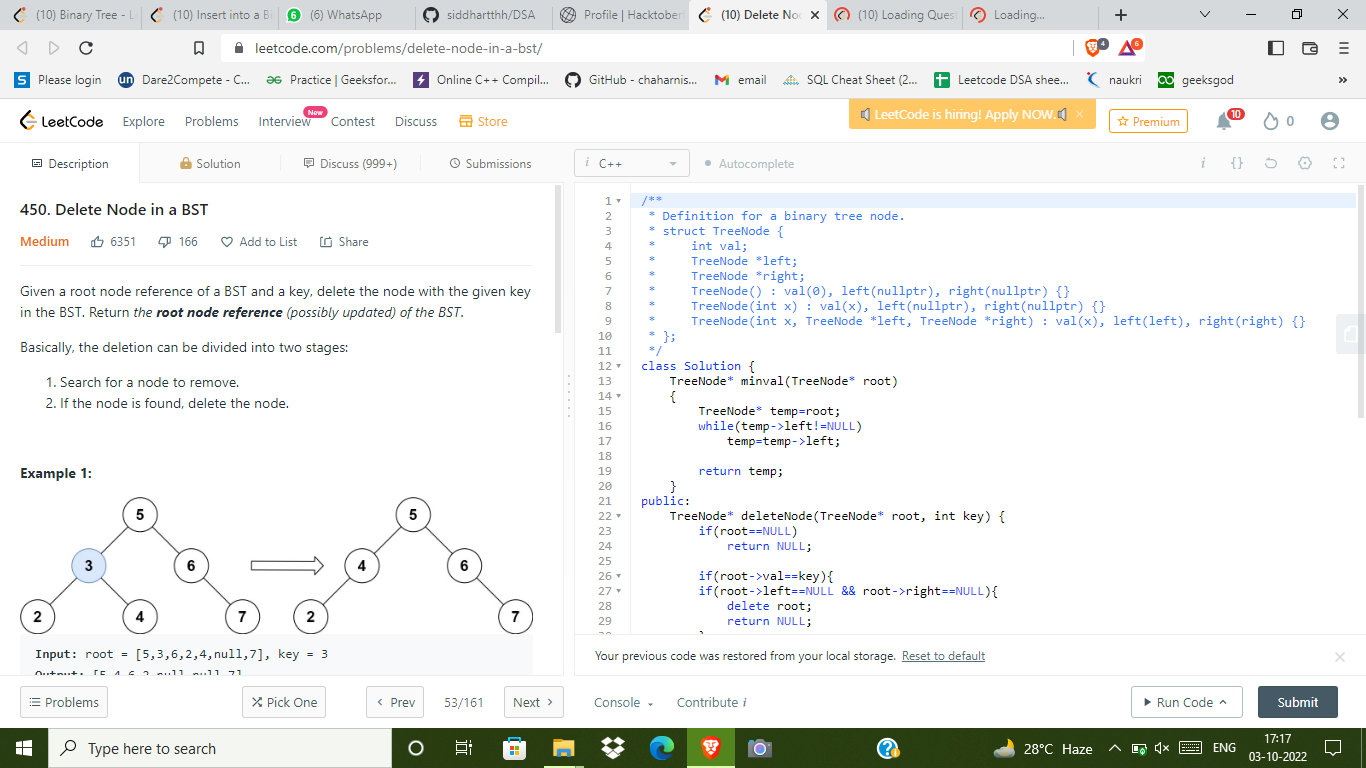 (10) Binary Tree - L
(10) Insert into a B
(6) WhatsApp
siddhartthh/DSA
Profile | Hacktober
(10) Delete No
(10) Loading Ques
Loading...
leetcode.com/problems/delete-node-in-a-bst/
4
6
Please login
Dare2Compete - C...
Practice | Geeksfor...
Online C++ Compil...
GitHub - chaharnis...
email
SQL Cheat Sheet (2...
Leetcode DSA shee...
naukri
geeksgod
»
LeetCode
Explore
Problems
Interview
New
Contest
Discuss
Store
LeetCode is hiring! Apply NOW.
Premium
10
0
Description
Solution
Discuss (999+)
Submissions
i C++
Autocomplete
i {}
450. Delete Node in a BST
Medium
6351
166
Add to List
Share
Given a root node reference of a BST and a key, delete the node with the given key
in the BST. Return the root node reference (possibly updated) of the BST.
Basically, the deletion can be divided into two stages:
1. Search for a node to remove.
2. If the node is found, delete the node.
Example 1:
5 5
3 6 4 6
2 4 7 2 7
Input: root = [5,3,6,2,4,null,7], key = 3
Output: [5,4,6,2,null,null,7]
1 /**
2 * Definition for a binary tree node.
3 * struct TreeNode {
4 *     int val;
5 *     TreeNode *left;
6 *     TreeNode *right;
7 *     TreeNode() : val(0), left(nullptr), right(nullptr) {}
8 *     TreeNode(int x) : val(x), left(nullptr), right(nullptr) {}
9 *     TreeNode(int x, TreeNode *left, TreeNode *right) : val(x), left(left), right(right) {}
10 * };
11 */
12 class Solution {
13     TreeNode* minval(TreeNode* root)
14     {
15         TreeNode* temp=root;
16         while(temp->left!=NULL)
17             temp=temp->left;
18
19         return temp;
20     }
21 public:
22     TreeNode* deleteNode(TreeNode* root, int key) {
23         if(root==NULL)
24             return NULL;
25
26         if(root->val==key){
27         if(root->left==NULL && root->right==NULL){
28             delete root;
29             return NULL;
Your previous code was restored from your local storage. Reset to default
Problems
Pick One
Prev
53/161
Next
Console
Contribute i
Run Code
Submit
Type here to search
28°C Haze
ENG
17:17
03-10-2022